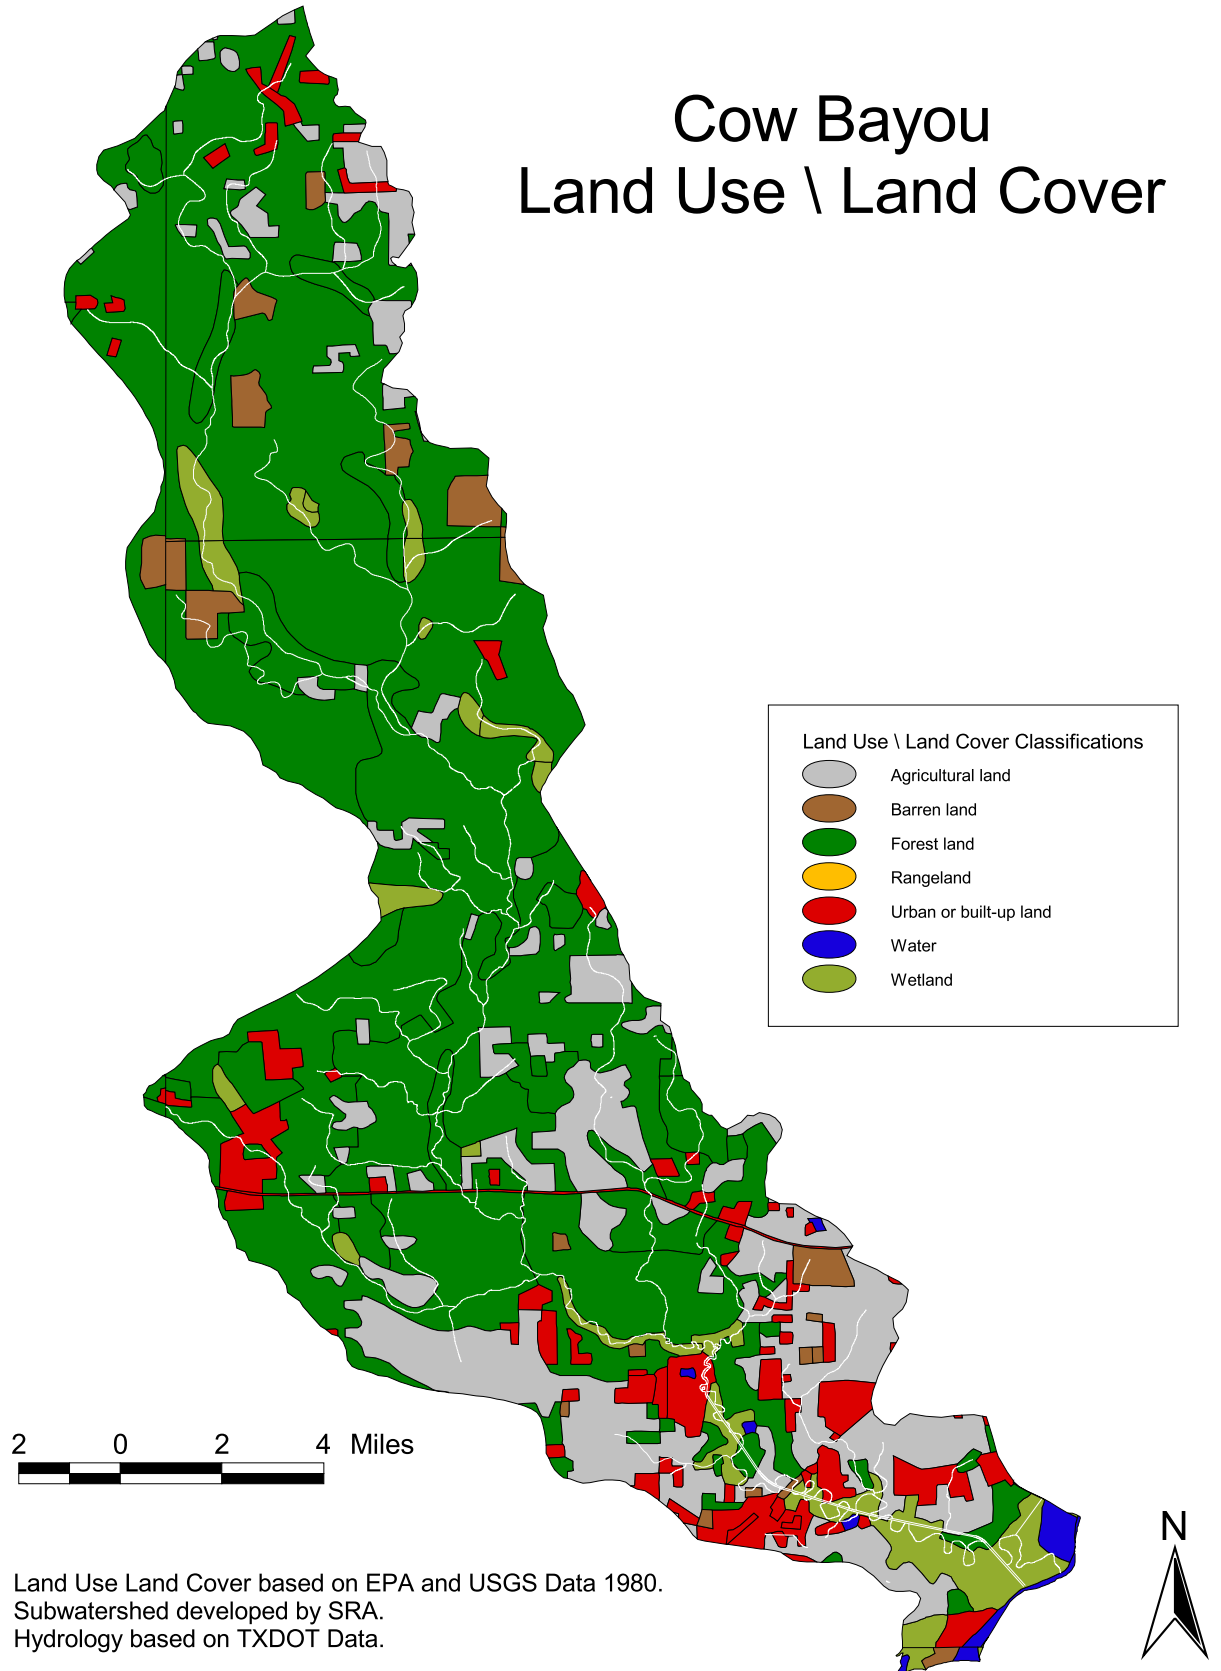 Cow Bayou
Land Use \ Land Cover
Land Use \ Land Cover Classifications
Agricultural land
Barren land
Forest land
Rangeland
Urban or built-up land
Water
Wetland
2 0 2 4 Miles
N
Land Use Land Cover based on EPA and USGS Data 1980.
Subwatershed developed by SRA.
Hydrology based on TXDOT Data.